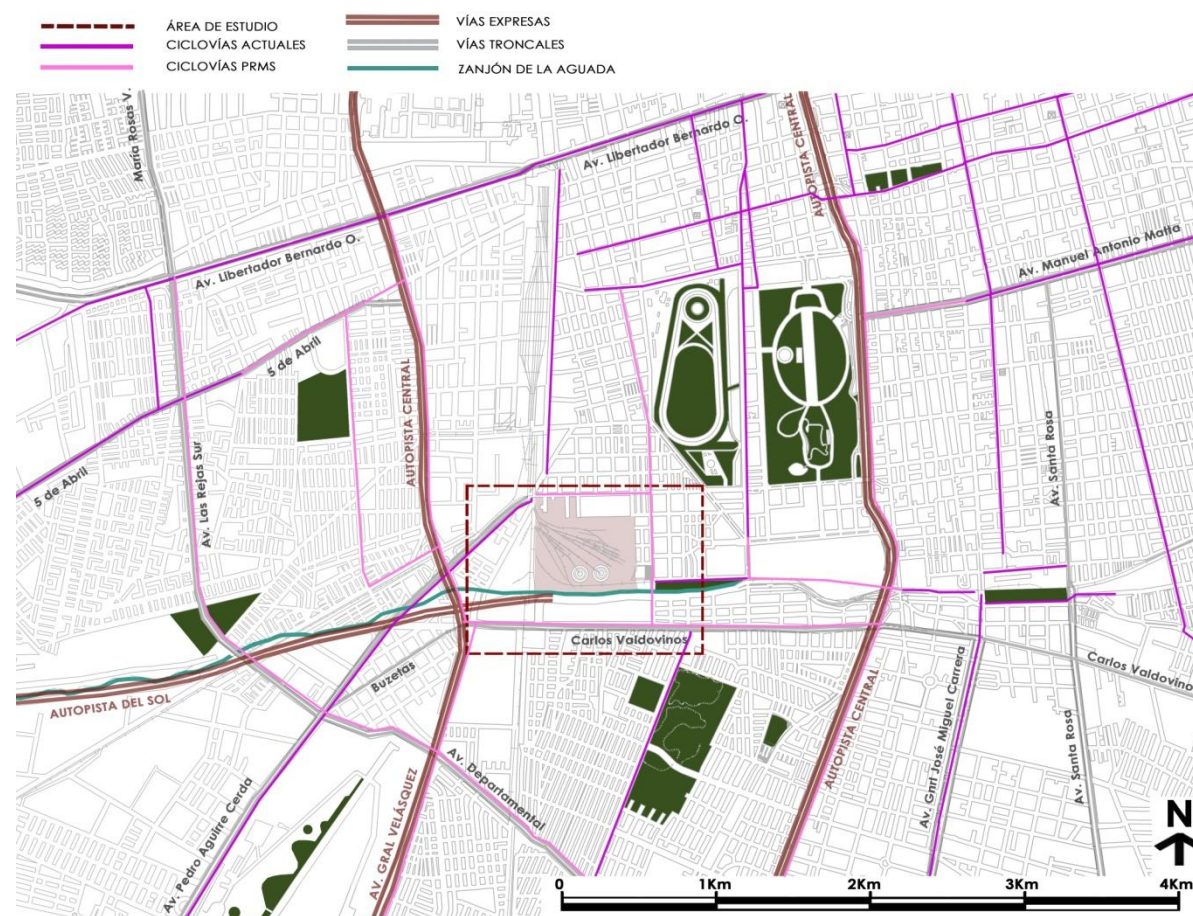 ÁREA DE ESTUDIO
CICLOVÍAS ACTUALES
CICLOVÍAS PRMS
VÍAS EXPRESAS
VÍAS TRONCALES
ZANJÓN DE LA AGUADA
María Rosas V.
Av. Libertador Bernardo O.
AUTOPISTA CENTRAL
Av. Libertador Bernardo O.
Av. Manuel Antonio Matta
5 de Abril
AUTOPISTA CENTRAL
5 de Abril
Av. Las Rejas Sur
Av. Santa Rosa
Carlos Valdovinos
Carlos Valdovino
Buzetas
AUTOPISTA DEL SOL
AUTOPISTA CENTRAL
Av. Gnrl José Miguel Carrera
Av. Santa Rosa
Av. Departamental
Av. Pedro Aguirre Cerda
AV. GRAL VELÁSQUEZ
N
0 1Km 2Km 3Km 4Km